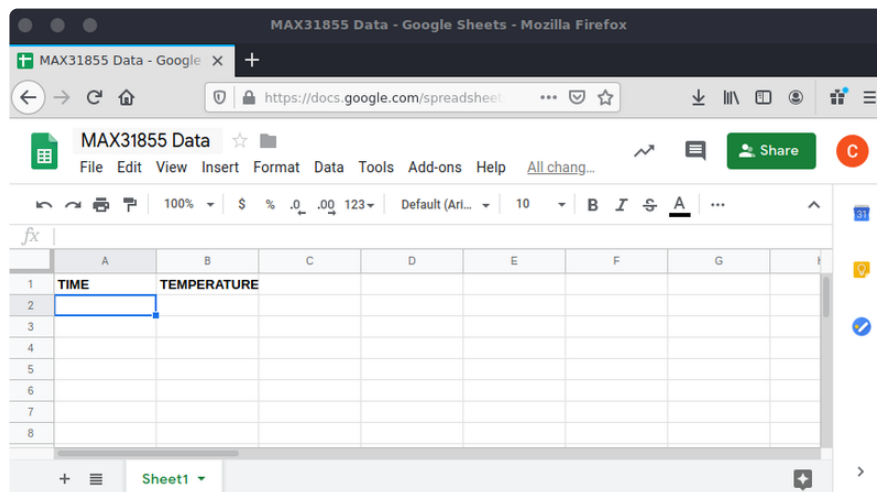 MAX31855 Data - Google Sheets - Mozilla Firefox
MAX31855 Data - Google
https://docs.google.com/spreadsheet
MAX31855 Data
Share
C
File Edit View Insert Format Data Tools Add-ons Help All chang...
100% $ % .0 .00 123 Default (Ari... 10 B I S A ...
31
fx
A B C D E F G H
1 TIME TEMPERATURE
2
3
4
5
6
7
8
Sheet1